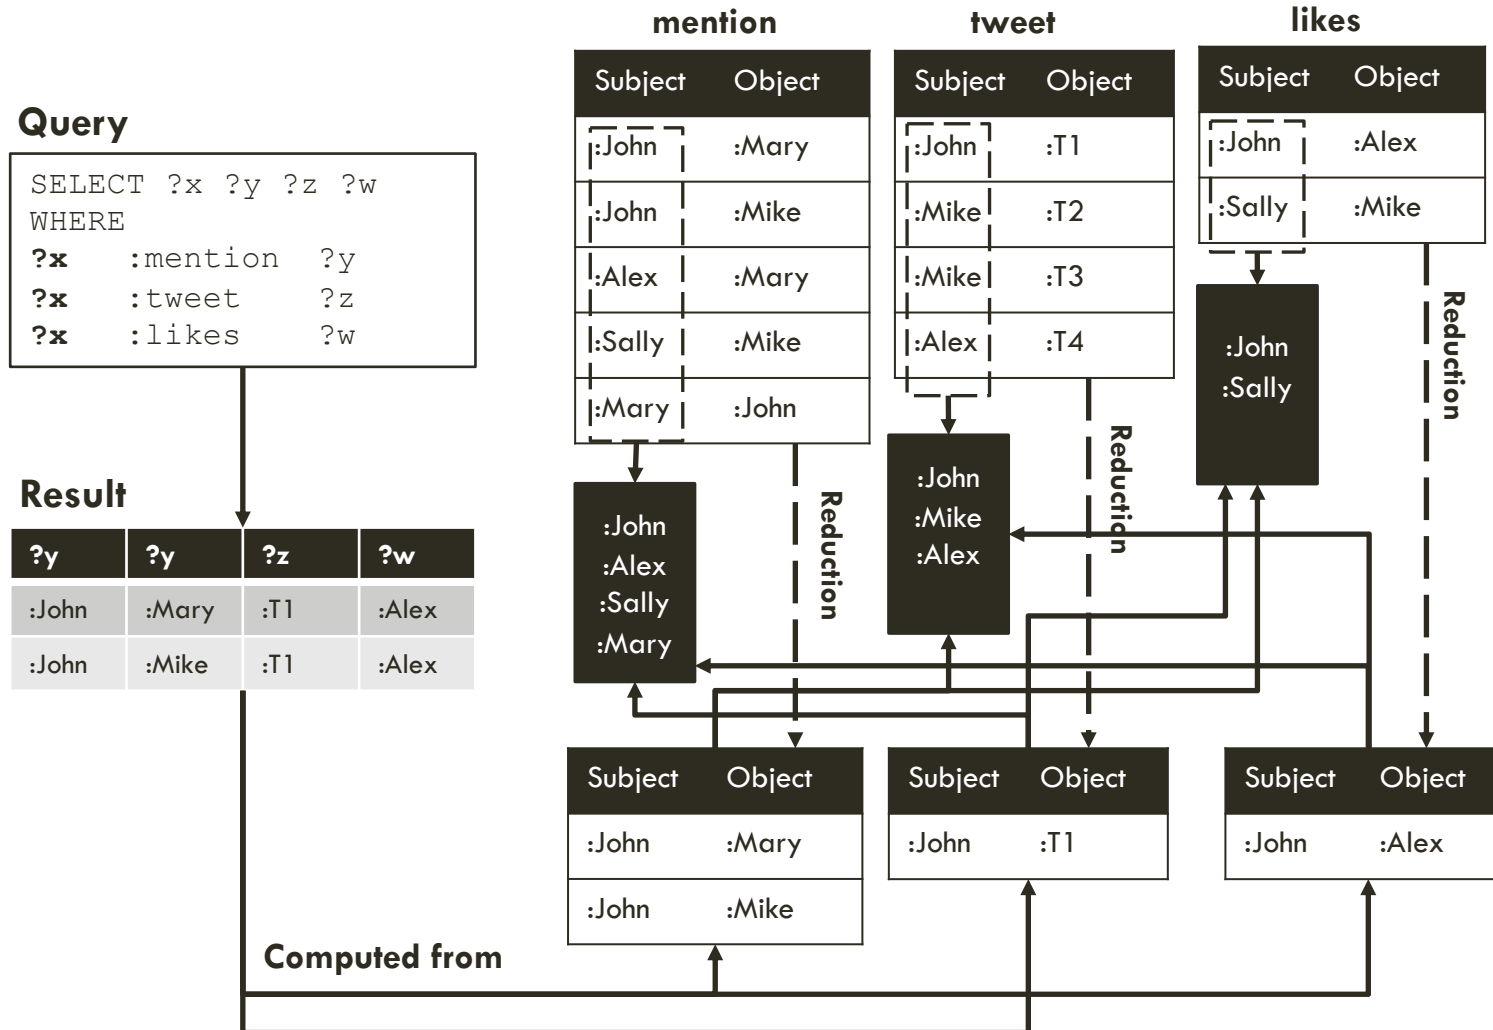 mention
tweet
likes
Query
SELECT ?x ?y ?z ?w
WHERE
?x :mention ?y
?x :tweet ?z
?x :likes ?w
Result
?y ?y ?z ?w
:John :Mary :T1 :Alex
:John :Mike :T1 :Alex
Subject Object
:John :Mary
:John :Mike
:Alex :Mary
:Sally :Mike
:Mary :John
Subject Object
:John :T1
:Mike :T2
:Mike :T3
:Alex :T4
Subject Object
:John :Alex
:Sally :Mike
:John
:Alex
:Sally
:Mary
Reduction
:John
:Mike
:Alex
Reduction
:John
:Sally
Reduction
Subject Object
:John :Mary
:John :Mike
Subject Object
:John :T1
Subject Object
:John :Alex
Computed from